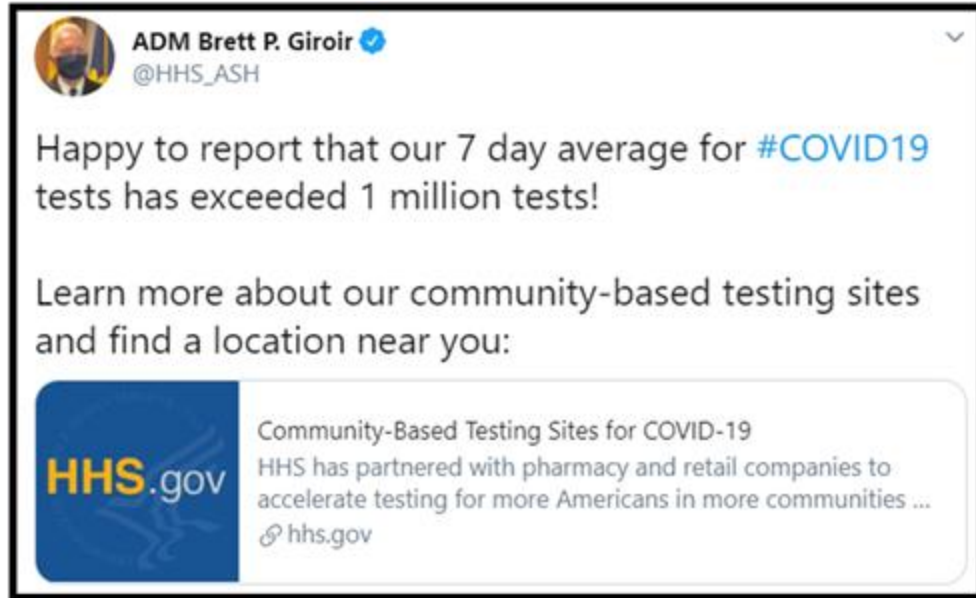 ADM Brett P. Giroir
@HHS_ASH
Happy to report that our 7 day average for #COVID19
tests has exceeded 1 million tests!
Learn more about our community-based testing sites
and find a location near you:
HHS.gov
Community-Based Testing Sites for COVID-19
HHS has partnered with pharmacy and retail companies to
accelerate testing for more Americans in more communities ...
hhs.gov